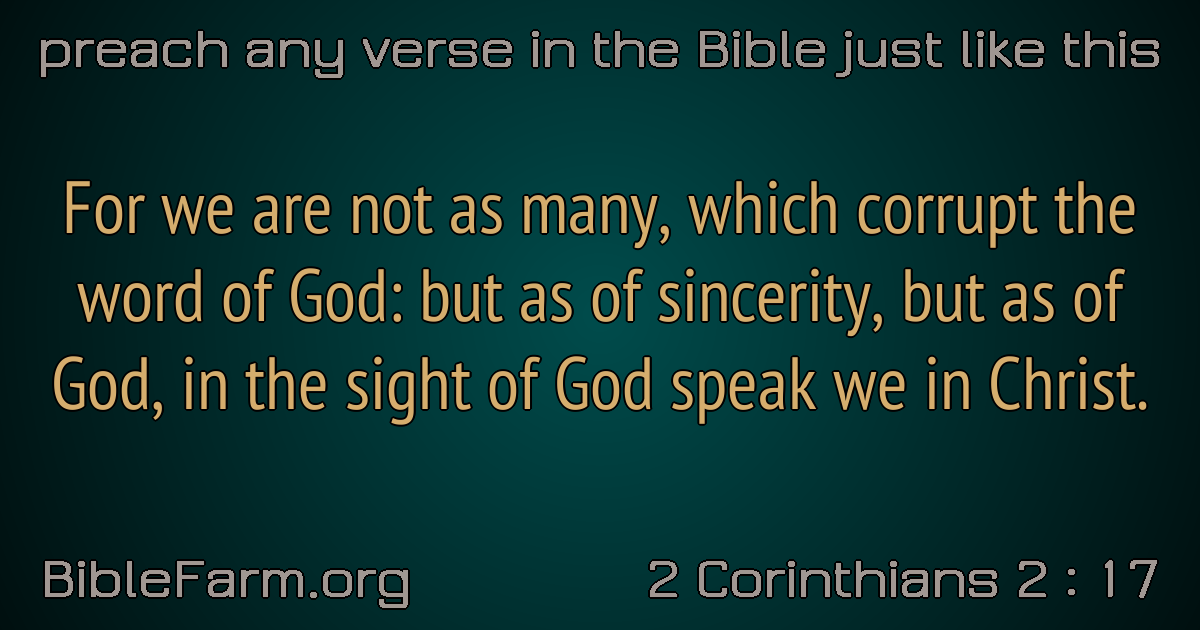 preach any verse in the Bible just like this
For we are not as many, which corrupt the
word of God: but as of sincerity, but as of
God, in the sight of God speak we in Christ.
BibleFarm.org
2 Corinthians 2 : 17